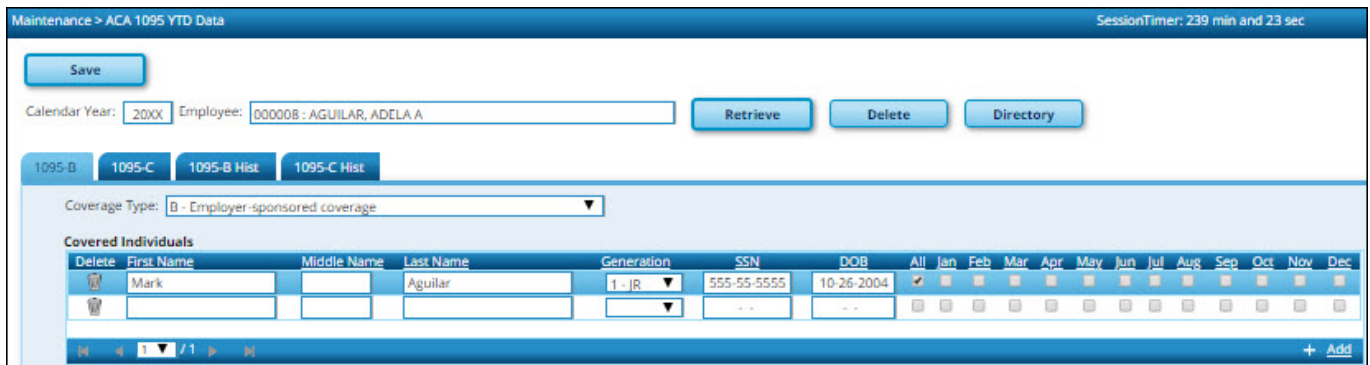 Maintenance > ACA 1095 YTD Data SessionTimer: 239 min and 23 sec
Save
Calendar Year: 20XX Employee: 000008 : AGUILAR, ADELA A Retrieve Delete Directory
1095-B 1095-C 1095-B Hist 1095-C Hist
Coverage Type: B - Employer-sponsored coverage
Covered Individuals
Delete First Name Middle Name Last Name Generation SSN DOB All Jan Feb Mar Apr May Jun Jul Aug Sep Oct Nov Dec
Mark Aguilar 1 - JR 555-55-5555 10-26-2004
- - - -
1 / 1 + Add